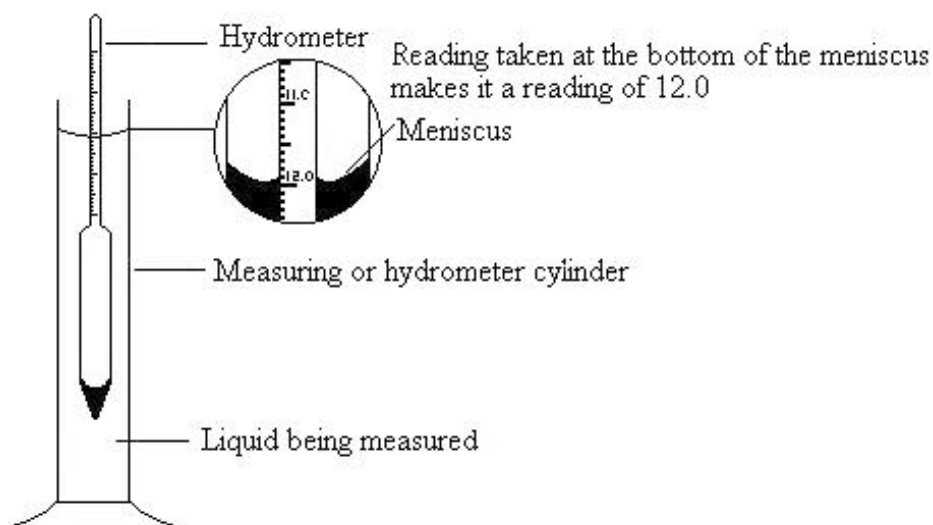 Hydrometer
Reading taken at the bottom of the meniscus
makes it a reading of 12.0
11.0
Meniscus
12.0
Measuring or hydrometer cylinder
Liquid being measured